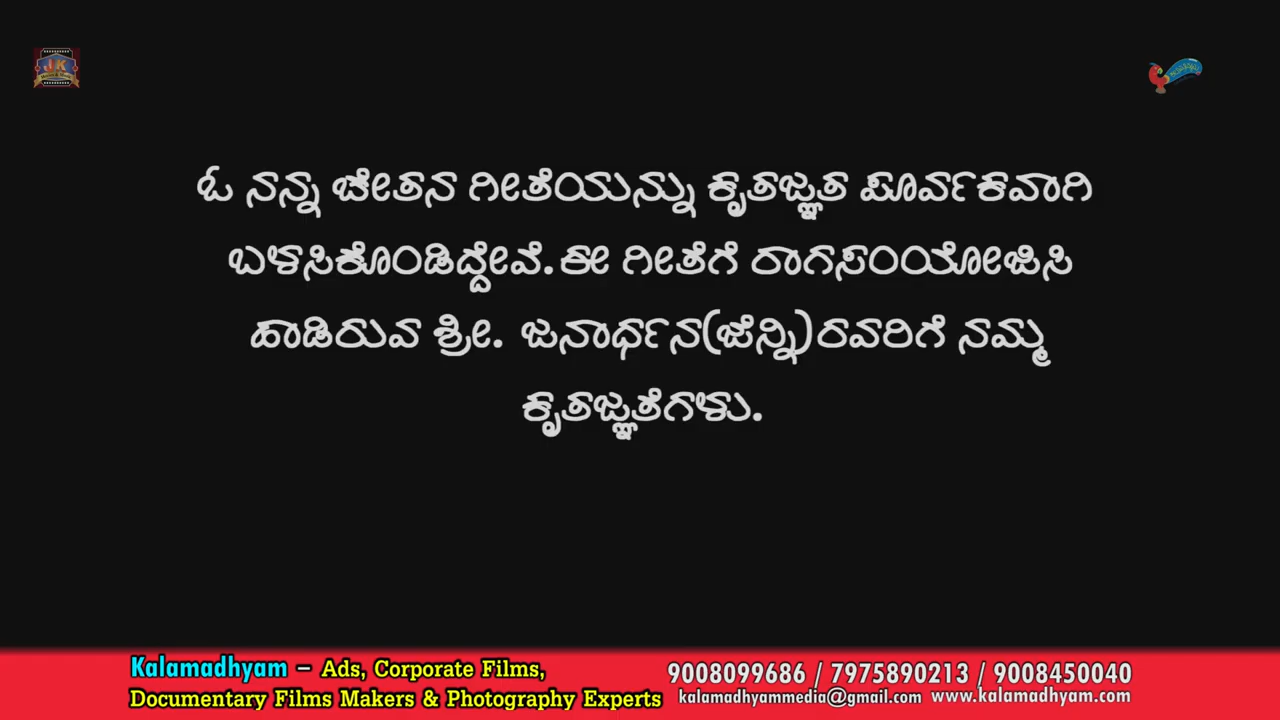 ಓ ನನ್ನ ಚೇತನ ಗೀತೆಯನ್ನು ಕೃತಜ್ಞತ ಪೂರ್ವಕವಾಗಿ
ಬಳಸಿಕೊಂಡಿದ್ದೇವೆ.ಈ ಗೀತೆಗೆ ರಾಗಸಂಯೋಜಿಸಿ
ಹಾಡಿರುವ ಶ್ರೀ. ಜನಾರ್ಧನ(ಜೆನ್ನಿ)ರವರಿಗೆ ನಮ್ಮ
ಕೃತಜ್ಞತೆಗಳು.
Kalamadhyam – Ads, Corporate Films,
Documentary Films Makers & Photography Experts
9008099686 / 7975890213 / 9008450040
kalamadhyammedia@gmail.com www.kalamadhyam.com